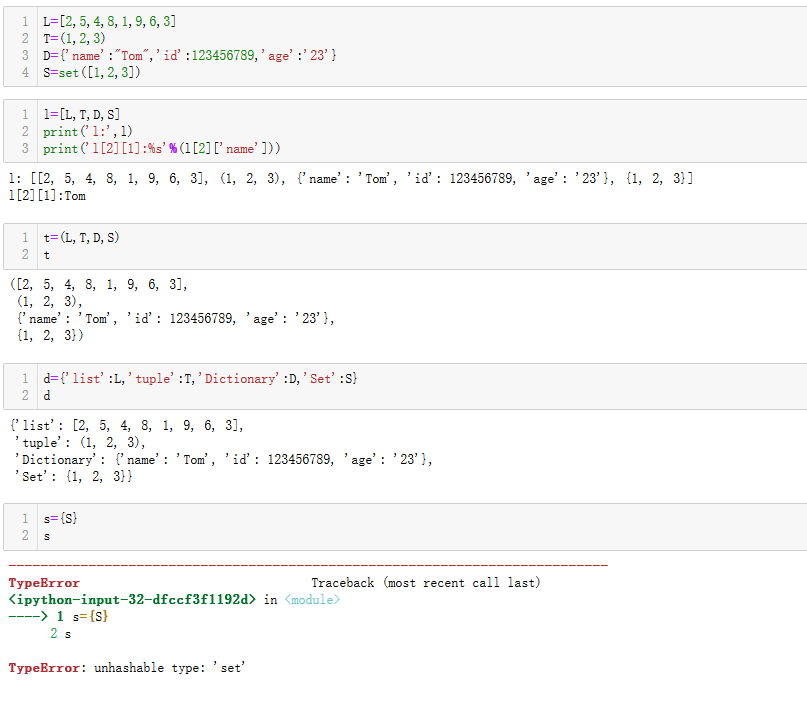 1 L=[2,5,4,8,1,9,6,3]
2 T=(1,2,3)
3 D={'name':"Tom",'id':123456789,'age':'23'}
4 S=set([1,2,3])
1 l=[L,T,D,S]
2 print('l:',l)
3 print('l[2][1]:%s'%(l[2]['name']))
l: [[2, 5, 4, 8, 1, 9, 6, 3], (1, 2, 3), {'name': 'Tom', 'id': 123456789, 'age': '23'}, {1, 2, 3}]
l[2][1]:Tom
1 t=(L,T,D,S)
2 t
([2, 5, 4, 8, 1, 9, 6, 3],
 (1, 2, 3),
 {'name': 'Tom', 'id': 123456789, 'age': '23'},
 {1, 2, 3})
1 d={'list':L,'tuple':T,'Dictionary':D,'Set':S}
2 d
{'list': [2, 5, 4, 8, 1, 9, 6, 3],
 'tuple': (1, 2, 3),
 'Dictionary': {'name': 'Tom', 'id': 123456789, 'age': '23'},
 'Set': {1, 2, 3}}
1 s={S}
2 s
---------------------------------------------------------------------------
TypeError                                 Traceback (most recent call last)
<ipython-input-32-dfccf3f1192d> in <module>
----> 1 s={S}
      2 s
TypeError: unhashable type: 'set'